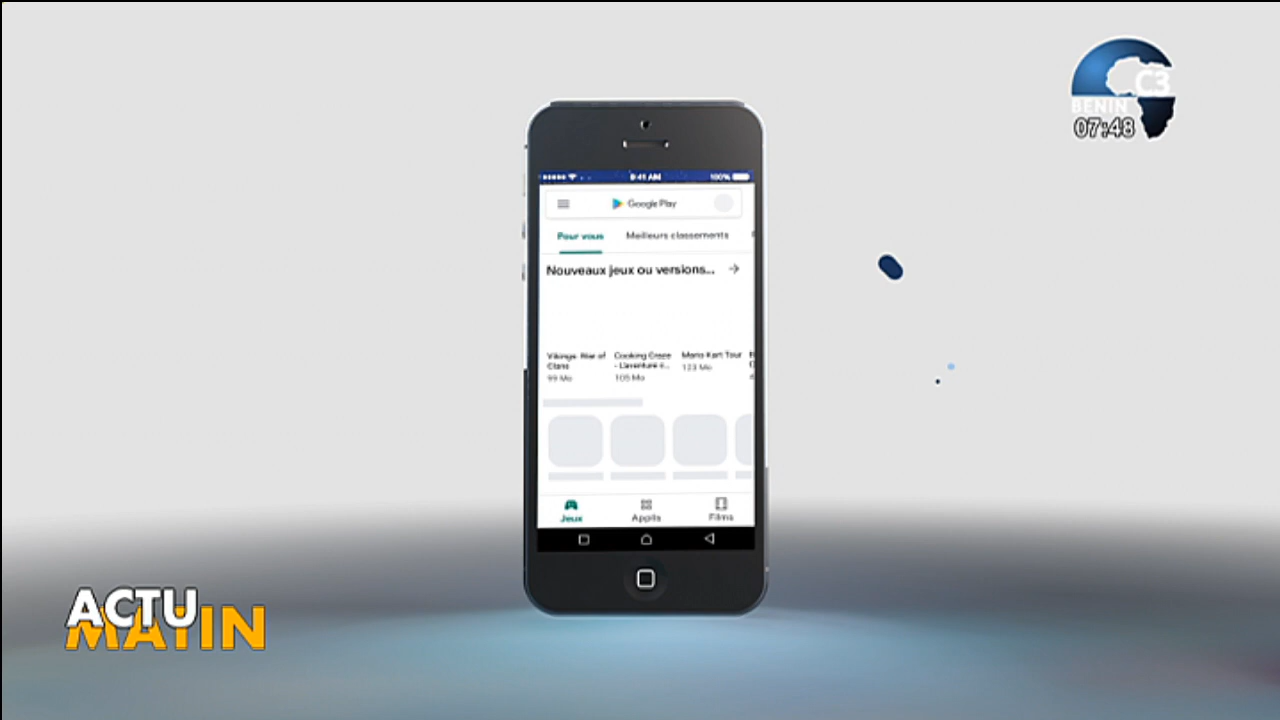 C3
BENIN
07:48
9:41 AM
100%
Google Play
Pour vous
Meilleurs classements
Nouveaux jeux ou versions...
Vikings: War of
Clans
99 Mo
Cooking Craze
- L'aventure c...
105 Mo
Mario Kart Tour
123 Mo
Jeux
Applis
Films
ACTU
MATIN